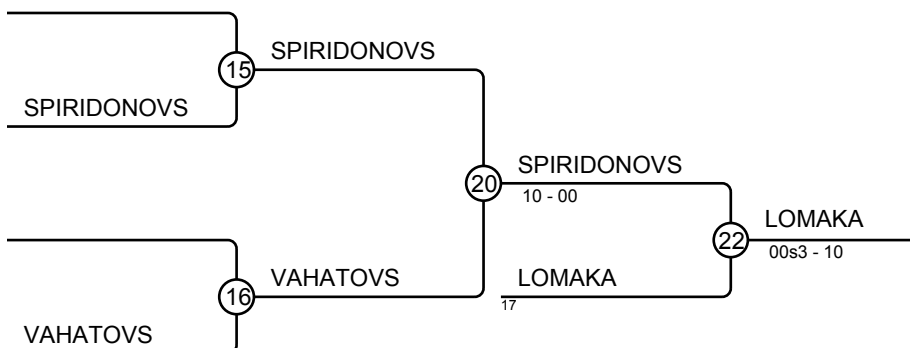 SPIRIDONOVS
15
SPIRIDONOVS
SPIRIDONOVS
20
10 - 00
LOMAKA
22
00s3 - 10
VAHATOVS
LOMAKA
16
17
VAHATOVS